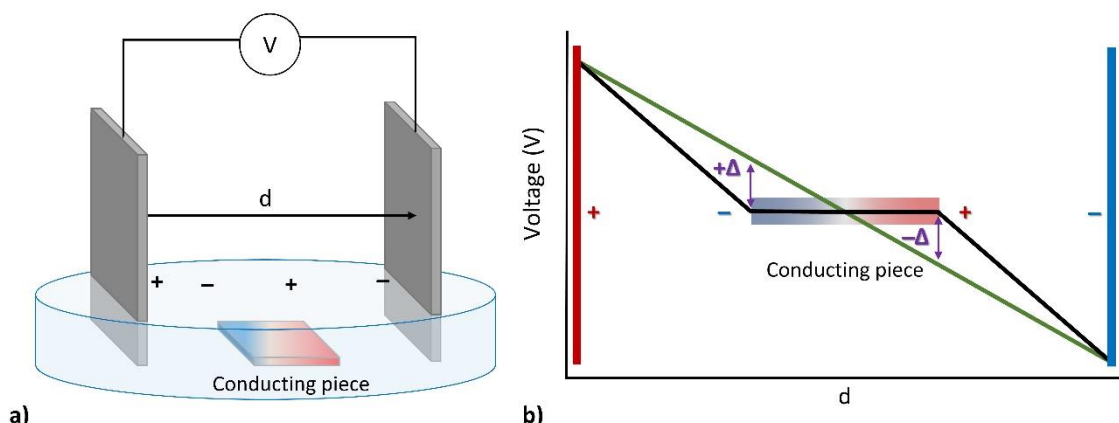 V
d
+ − + −
Conducting piece
a)
Voltage (V)
+Δ
+ − + −
−Δ
Conducting piece
d
b)